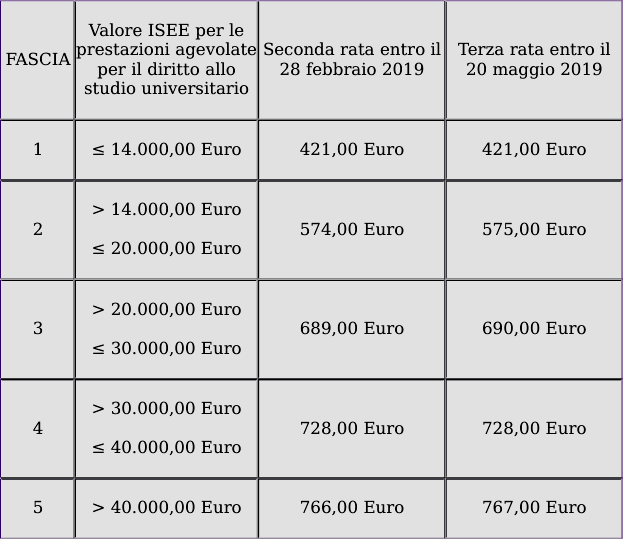 FASCIA
Valore ISEE per le
prestazioni agevolate
per il diritto allo
studio universitario
Seconda rata entro il
28 febbraio 2019
Terza rata entro il
20 maggio 2019
1
≤ 14.000,00 Euro
421,00 Euro
421,00 Euro
2
> 14.000,00 Euro
≤ 20.000,00 Euro
574,00 Euro
575,00 Euro
3
> 20.000,00 Euro
≤ 30.000,00 Euro
689,00 Euro
690,00 Euro
4
> 30.000,00 Euro
≤ 40.000,00 Euro
728,00 Euro
728,00 Euro
5
> 40.000,00 Euro
766,00 Euro
767,00 Euro